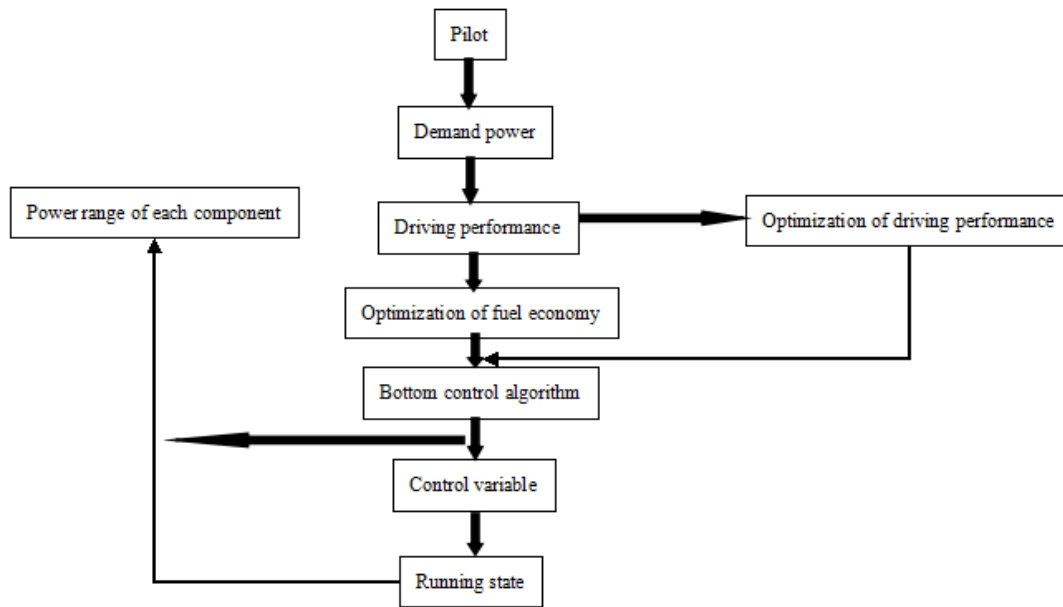 Pilot
Demand power
Power range of each component
Driving performance
Optimization of driving performance
Optimization of fuel economy
Bottom control algorithm
Control variable
Running state